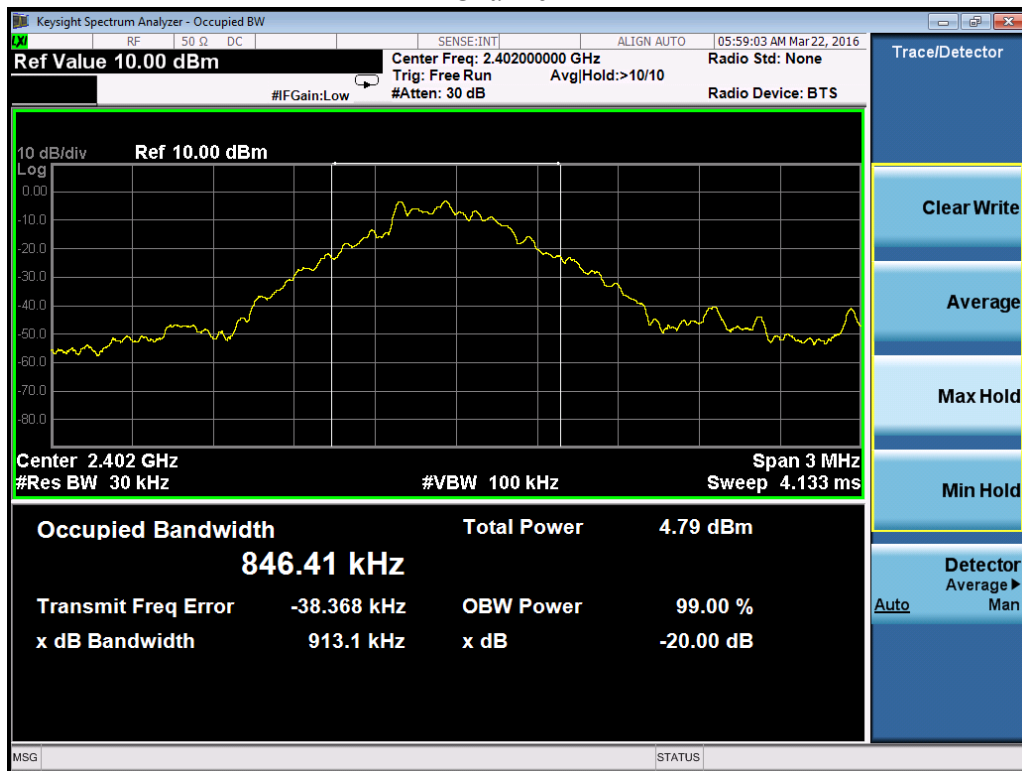 Keysight Spectrum Analyzer - Occupied BW
LXI RF 50 Ω DC SENSE:INT ALIGN AUTO 05:59:03 AM Mar 22, 2016
Ref Value 10.00 dBm
Center Freq: 2.402000000 GHz
Radio Std: None
Trig: Free Run Avg|Hold:>10/10
#IFGain:Low
#Atten: 30 dB
Radio Device: BTS
10 dB/div Ref 10.00 dBm
Log
0.00
-10.0
-20.0
-30.0
-40.0
-50.0
-60.0
-70.0
-80.0
Center 2.402 GHz Span 3 MHz
#Res BW 30 kHz #VBW 100 kHz Sweep 4.133 ms
Occupied Bandwidth Total Power 4.79 dBm
846.41 kHz
Transmit Freq Error -38.368 kHz OBW Power 99.00 %
x dB Bandwidth 913.1 kHz x dB -20.00 dB
MSG STATUS
Trace/Detector
Clear Write
Average
Max Hold
Min Hold
Detector
Average▶
Auto Man